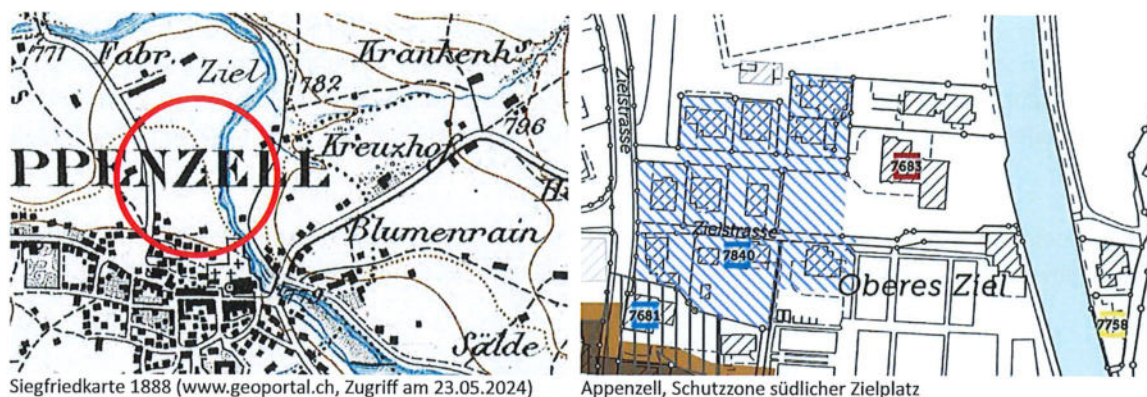 771
Fabr.
Ziel
782
Krankenh
796
Kreuzhof
PPENZELL
Blumenrain
Sälde
Siegfriedkarte 1888 (www.geoportal.ch, Zugriff am 23.05.2024)
Zielstrasse
7683
Zielstrasse
7840
Oberes Ziel
7681
7758
Appenzell, Schutzzone südlicher Zielplatz